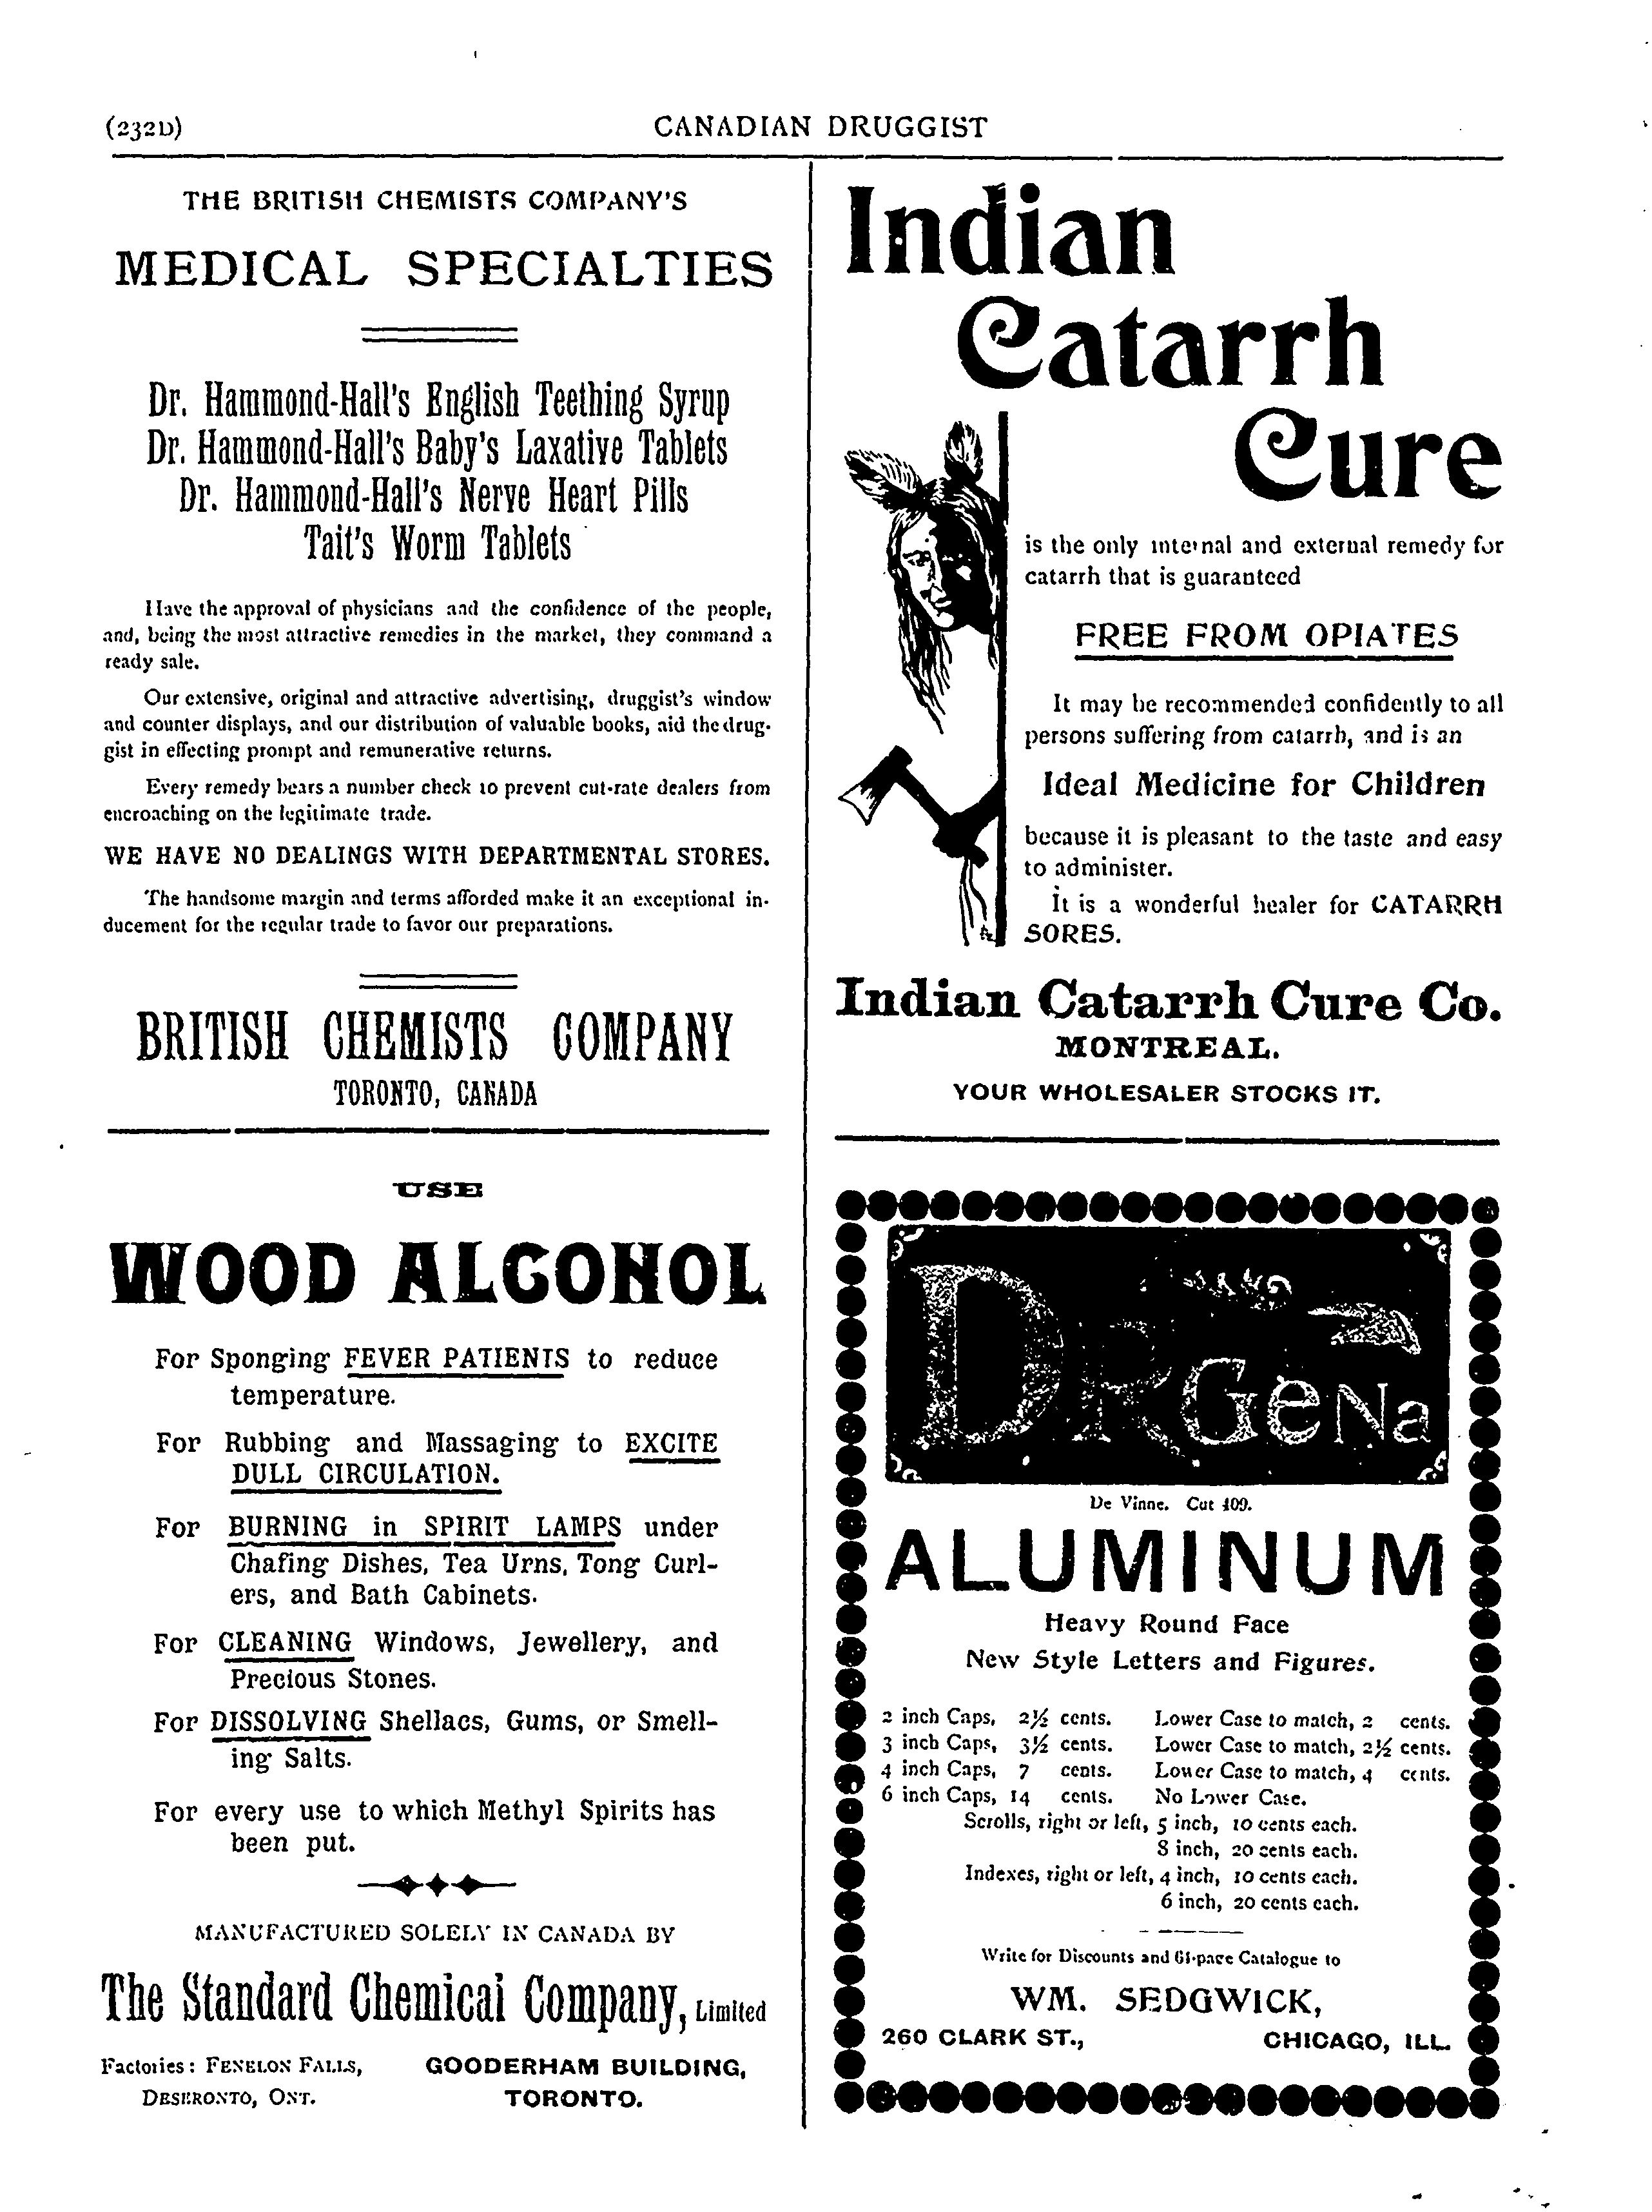 (232D)
CANADIAN DRUGGIST
THE BRITISH CHEMISTS COMPANY'S
MEDICAL SPECIALTIES
Dr. Hammond-Hall's English Teething Syrup
Dr. Hammond-Hall's Baby's Laxative Tablets
Dr. Hammond-Hall's Nerve Heart Pills
Tait's Worm Tablets
Have the approval of physicians and the confidence of the people,
and, being the most attractive remedies in the market, they command a
ready sale.
Our extensive, original and attractive advertising, druggist's window
and counter displays, and our distribution of valuable books, aid the drug-
gist in effecting prompt and remunerative returns.
Every remedy bears a number check to prevent cut-rate dealers from
encroaching on the legitimate trade.
WE HAVE NO DEALINGS WITH DEPARTMENTAL STORES.
The handsome margin and terms afforded make it an exceptional in-
ducement for the regular trade to favor our preparations.
BRITISH CHEMISTS COMPANY
TORONTO, CANADA
USE
WOOD ALCOHOL
For Sponging FEVER PATIENTS to reduce
temperature.
For Rubbing and Massaging to EXCITE
DULL CIRCULATION.
For BURNING in SPIRIT LAMPS under
Chafing Dishes, Tea Urns, Tong Curl-
ers, and Bath Cabinets.
For CLEANING Windows, Jewellery, and
Precious Stones.
For DISSOLVING Shellacs, Gums, or Smell-
ing Salts.
For every use to which Methyl Spirits has
been put.
MANUFACTURED SOLELY IN CANADA BY
The Standard Chemical Company, Limited
Factories: FENELON FALLS,
DESERONTO, ONT.
GOODERHAM BUILDING,
TORONTO.
Indian
Catarrh
Cure
is the only internal and external remedy for
catarrh that is guaranteed
FREE FROM OPIATES
It may be recommended confidently to all
persons suffering from catarrh, and is an
Ideal Medicine for Children
because it is pleasant to the taste and easy
to administer.
It is a wonderful healer for CATARRH
SORES.
Indian Catarrh Cure Co.
MONTREAL.
YOUR WHOLESALER STOCKS IT.
DRGeNa
De Vinne. Cut 409.
ALUMINUM
Heavy Round Face
New Style Letters and Figures.
2 inch Caps, 2½ cents. Lower Case to match, 2 cents.
3 inch Caps, 3½ cents. Lower Case to match, 2½ cents.
4 inch Caps, 7 cents. Lower Case to match, 4 cents.
6 inch Caps, 14 cents. No Lower Case.
Scrolls, right or left, 5 inch, 10 cents each.
8 inch, 20 cents each.
Indexes, right or left, 4 inch, 10 cents each.
6 inch, 20 cents each.
Write for Discounts and 61-page Catalogue to
WM. SEDGWICK,
260 CLARK ST., CHICAGO, ILL.